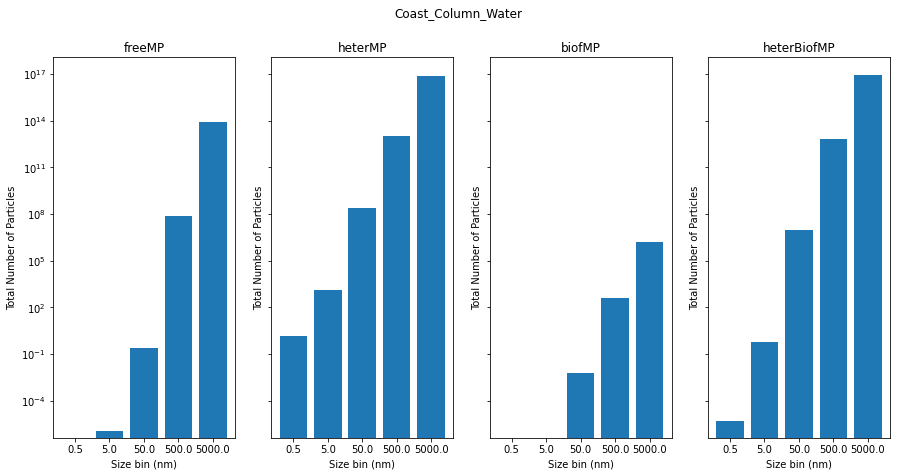 Coast_Column_Water
freeMP
heterMP
biofMP
heterBiofMP
Total Number of Particles
10^17
10^14
10^11
10^8
10^5
10^2
10^-1
10^-4
0.5 5.0 50.0 500.0 5000.0
Size bin (nm)
Total Number of Particles
0.5 5.0 50.0 500.0 5000.0
Size bin (nm)
Total Number of Particles
0.5 5.0 50.0 500.0 5000.0
Size bin (nm)
Total Number of Particles
0.5 5.0 50.0 500.0 5000.0
Size bin (nm)